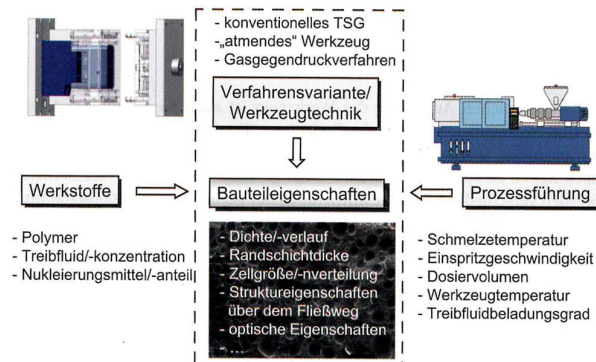 - konventionelles TSG
-„atmendes“ Werkzeug
- Gasgegendruckverfahren
Verfahrensvariante/
Werkzeugtechnik
Werkstoffe
Bauteileigenschaften
Prozessführung
- Polymer
- Treibfluid/-konzentration
- Nukleierungsmittel/-anteil
- Dichte/-verlauf
- Randschichtdicke
- Zellgröße/-nverteilung
- Struktureigenschaften
über dem Fließweg
- optische Eigenschaften
- ...
- Schmelzetemperatur
- Einspritzgeschwindigkeit
- Dosiervolumen
- Werkzeugtemperatur
- Treibfluidbeladungsgrad